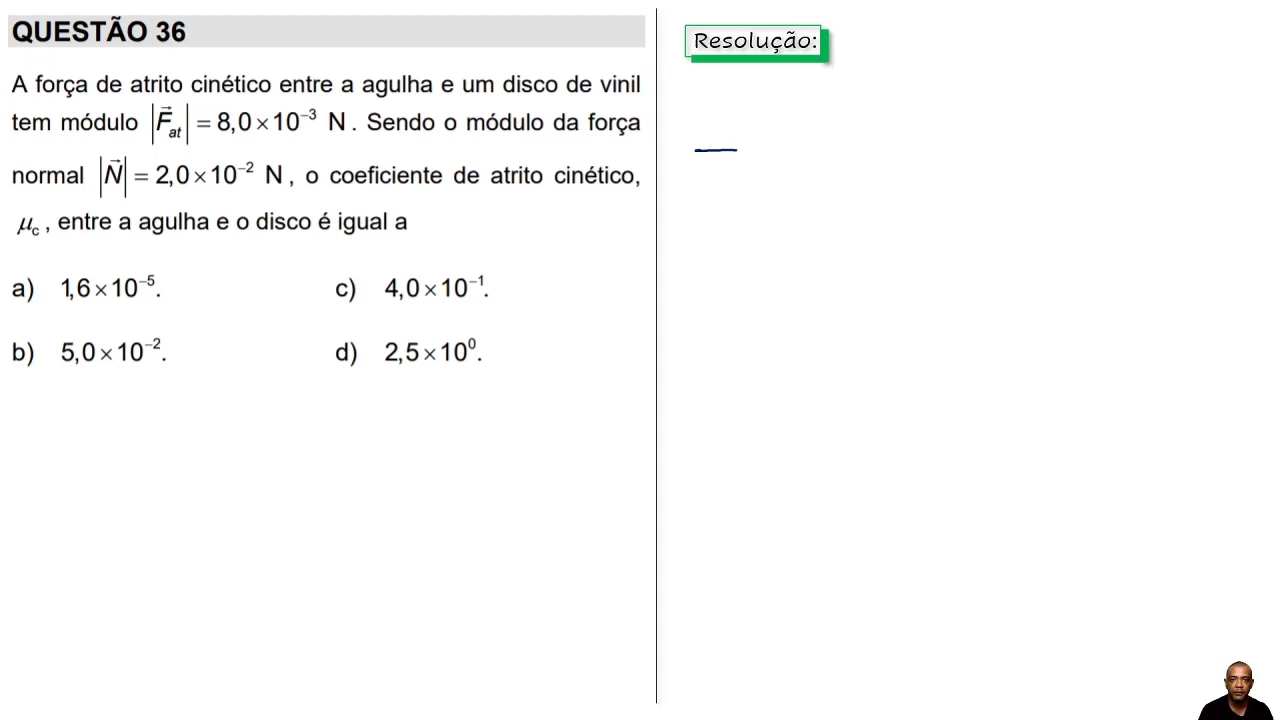 QUESTÃO 36
A força de atrito cinético entre a agulha e um disco de vinil
tem módulo |F⃗at| = 8,0×10⁻³ N. Sendo o módulo da força
normal |N⃗| = 2,0×10⁻² N, o coeficiente de atrito cinético,
μc, entre a agulha e o disco é igual a
a) 1,6×10⁻⁵. c) 4,0×10⁻¹.
b) 5,0×10⁻². d) 2,5×10⁰.
Resolução: